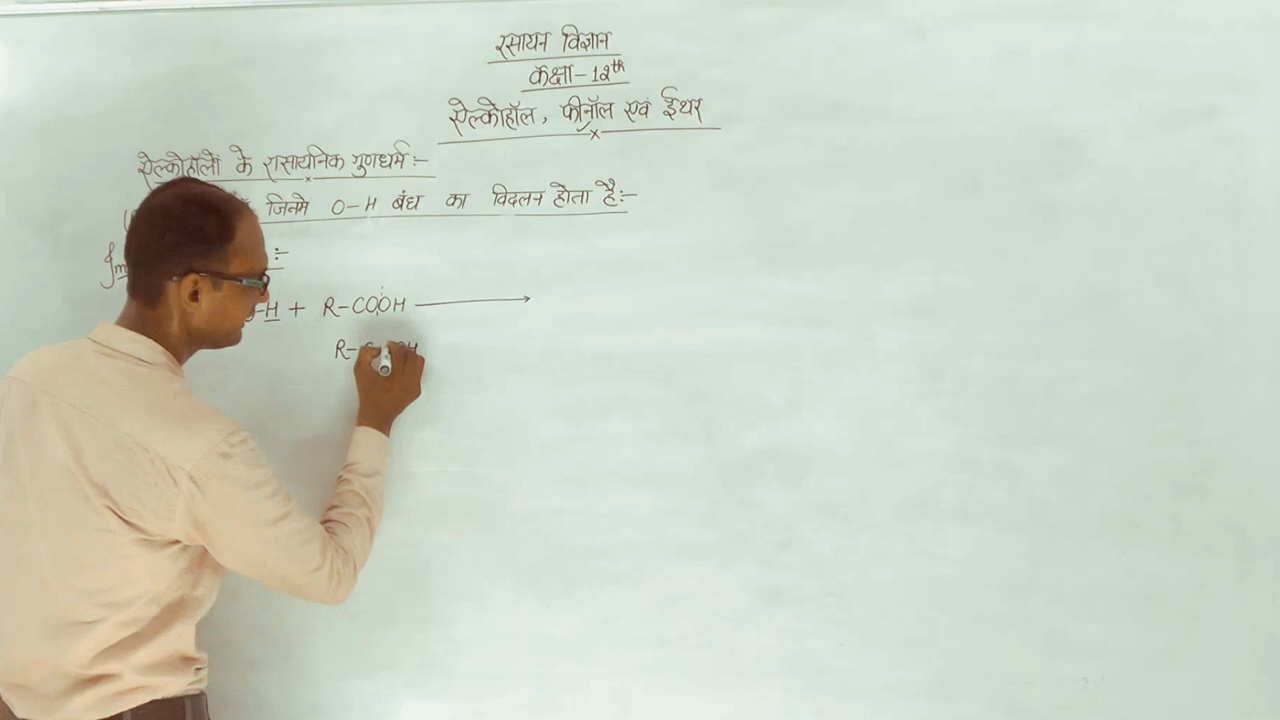 रसायन विज्ञान
कक्षा-12th
ऐल्कोहॉल, फीनॉल एवं ईथर
ऐल्कोहॉलों के रासायनिक गुणधर्म:-
जिनमे O-H बंध का विदलन होता है:-
:-
-H + R-COOH ⟶
R-